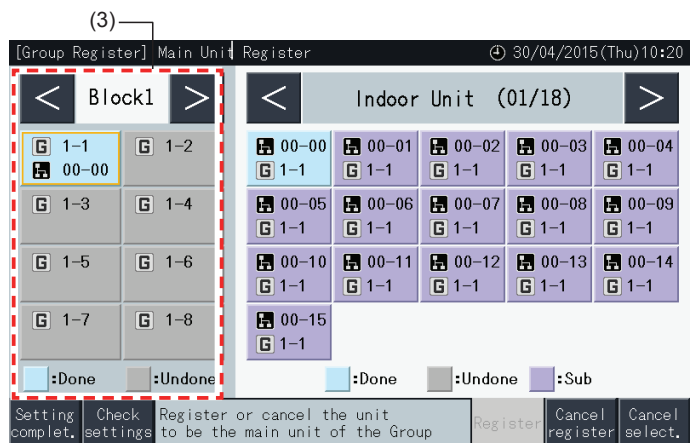 (3)
[Group Register] Main Unit Register 30/04/2015(Thu)10:20
< Block1 >
< Indoor Unit (01/18) >
G 1-1
00-00
G 1-2
G 1-3
G 1-4
G 1-5
G 1-6
G 1-7
G 1-8
:Done :Undone
00-00
G 1-1
00-01
G 1-1
00-02
G 1-1
00-03
G 1-1
00-04
G 1-1
00-05
G 1-1
00-06
G 1-1
00-07
G 1-1
00-08
G 1-1
00-09
G 1-1
00-10
G 1-1
00-11
G 1-1
00-12
G 1-1
00-13
G 1-1
00-14
G 1-1
00-15
G 1-1
:Done :Undone :Sub
Setting
complet.
Check
settings
Register or cancel the unit
to be the main unit of the Group
Register
Cancel
register
Cancel
select.